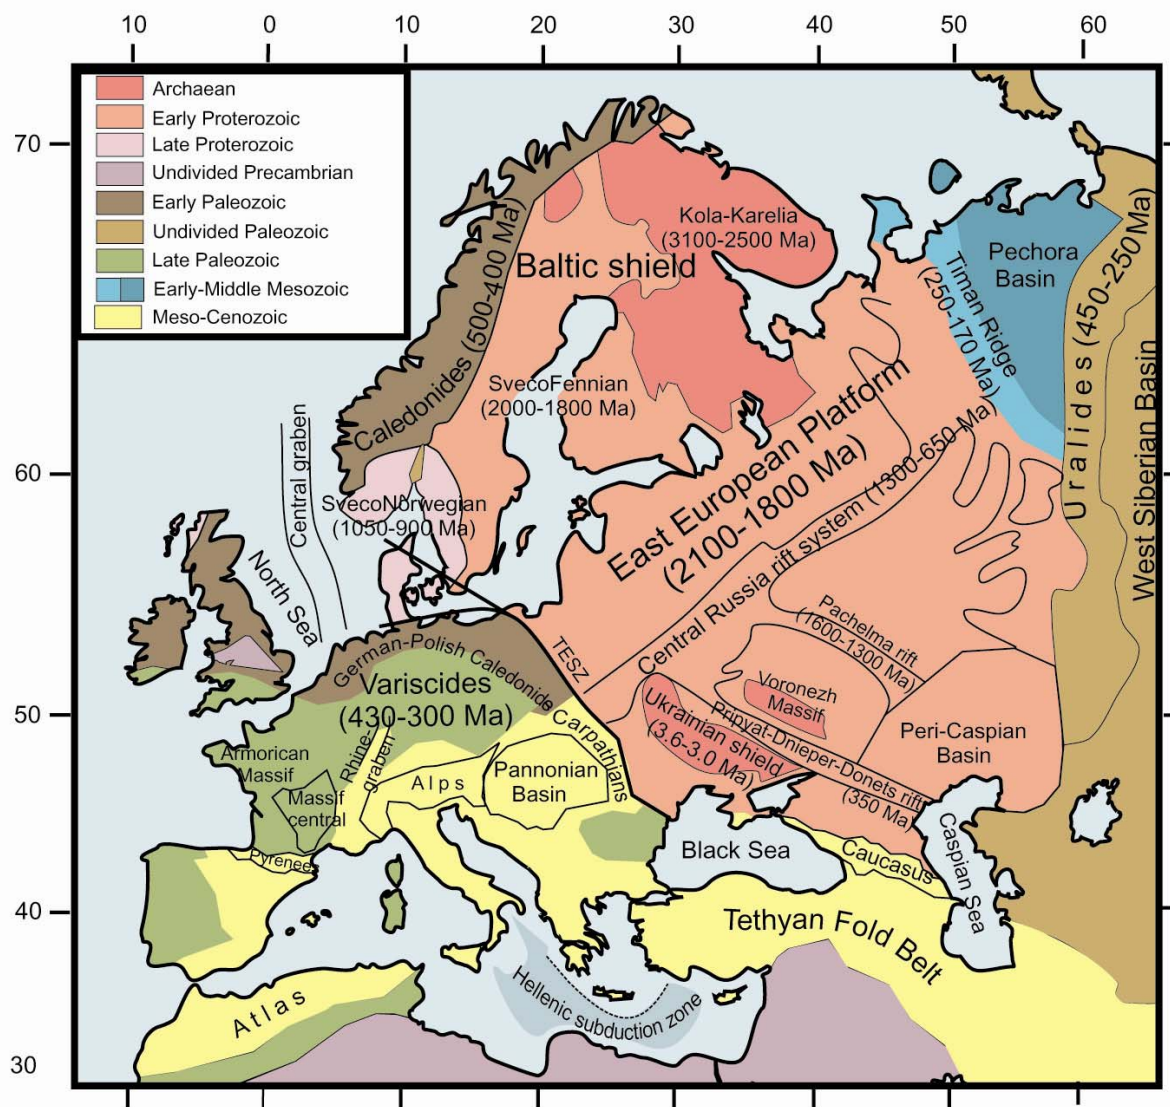 10 0 10 20 30 40 50 60
Archaean
Early Proterozoic
Late Proterozoic
Undivided Precambrian
Early Paleozoic
Undivided Paleozoic
Late Paleozoic
Early-Middle Mesozoic
Meso-Cenozoic
70
60
50
40
30
Kola-Karelia
(3100-2500 Ma)
Baltic shield
Caledonides (500-400 Ma)
SvecoFennian
(2000-1800 Ma)
Pechora
Basin
Timan Ridge
(250-170 Ma)
Uralides (450-250 Ma)
West Siberian Basin
East European Platform
(2100-1800 Ma)
Central Russia rift system (1300-650 Ma)
Central graben
SvecoNorwegian
(1050-900 Ma)
North Sea
Pachelma rift
(1600-1300 Ma)
TESZ
German-Polish Caledonide
Variscides
(430-300 Ma)
Voronezh
Massif
Ukrainian shield
(3.6-3.0 Ma)
Pripyat-Dnieper-Donets rift
(350 Ma)
Peri-Caspian
Basin
Carpathians
Rhine-
graben
Armorican
Massif
Massif
central
Alps
Pannonian
Basin
Pyrenees
Black Sea
Caucasus
Caspian Sea
Tethyan Fold Belt
Hellenic subduction zone
Atlas